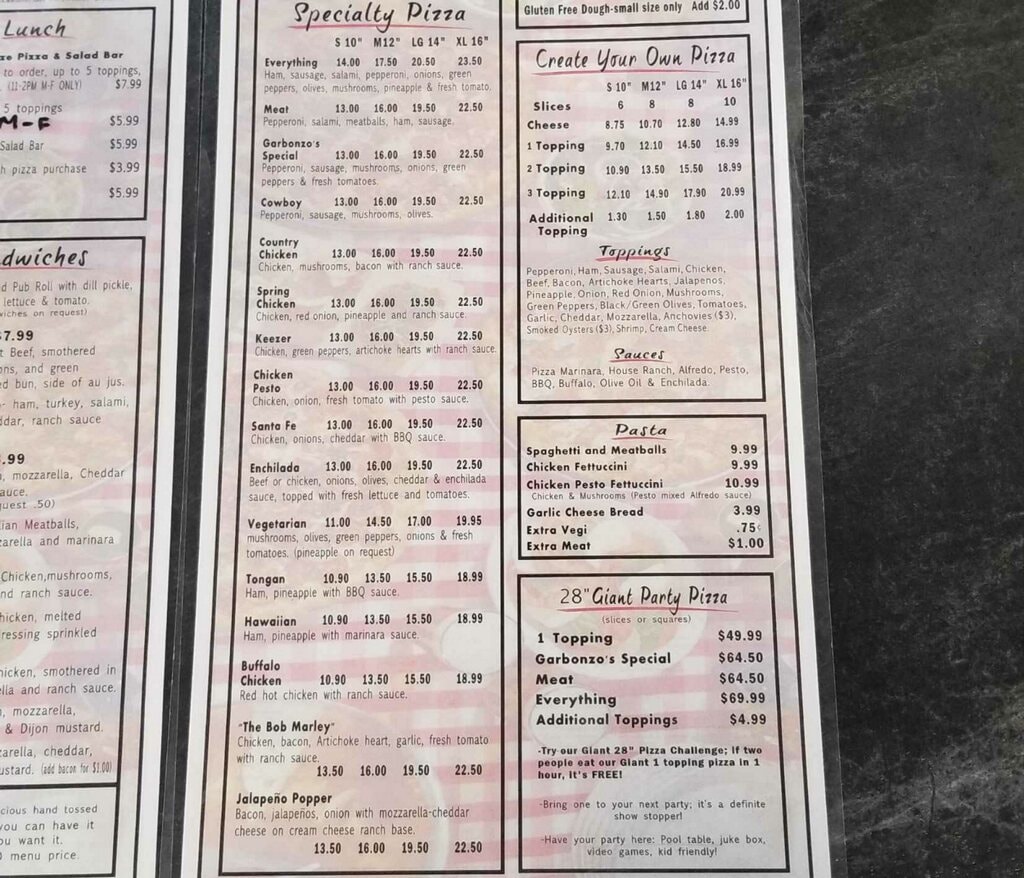 Lunch
Pizza & Salad Bar
to order, up to 5 toppings,
(11-2PM M-F ONLY) $7.99
5 toppings
M-F $5.99
Salad Bar $5.99
pizza purchase $3.99
$5.99
Pub Roll with dill pickle,
lettuce & tomato.
on request)
7.99
Beef, smothered
and green
bun, side of au jus.
- ham, turkey, salami,
ranch sauce
.99
mozzarella, Cheddar
.50)
Meatballs,
and marinara
Chicken,mushrooms,
ranch sauce.
melted
sprinkled
smothered in
and ranch sauce.
mozzarella,
& Dijon mustard.
cheddar,
(add bacon for $1.00)
hand tossed
you can have it
want it.
menu price.
Specialty Pizza
S 10" M12" LG 14" XL 16"
Everything 14.00 17.50 20.50 23.50
Ham, sausage, salami, pepperoni, onions, green
peppers, olives, mushrooms, pineapple & fresh tomato.
Meat 13.00 16.00 19.50 22.50
Pepperoni, salami, meatballs, ham, sausage.
Garbonzo's
Special 13.00 16.00 19.50 22.50
Pepperoni, sausage, mushrooms, onions, green
peppers & fresh tomatoes.
Cowboy 13.00 16.00 19.50 22.50
Pepperoni, sausage, mushrooms, olives.
Country
Chicken 13.00 16.00 19.50 22.50
Chicken, mushrooms, bacon with ranch sauce.
Spring
Chicken 13.00 16.00 19.50 22.50
Chicken, red onion, pineapple and ranch sauce.
Keezer 13.00 16.00 19.50 22.50
Chicken, green peppers, artichoke hearts with ranch sauce.
Chicken
Pesto 13.00 16.00 19.50 22.50
Chicken, onion, fresh tomato with pesto sauce.
Santa Fe 13.00 16.00 19.50 22.50
Chicken, onions, cheddar with BBQ sauce.
Enchilada 13.00 16.00 19.50 22.50
Beef or chicken, onions, olives, cheddar & enchilada
sauce, topped with fresh lettuce and tomatoes.
Vegetarian 11.00 14.50 17.00 19.95
mushrooms, olives, green peppers, onions & fresh
tomatoes. (pineapple on request)
Tongan 10.90 13.50 15.50 18.99
Ham, pineapple with BBQ sauce.
Hawaiian 10.90 13.50 15.50 18.99
Ham, pineapple with marinara sauce.
Buffalo
Chicken 10.90 13.50 15.50 18.99
Red hot chicken with ranch sauce.
"The Bob Marley"
Chicken, bacon, Artichoke heart, garlic, fresh tomato
with ranch sauce.
13.50 16.00 19.50 22.50
Jalapeño Popper
Bacon, jalapeños, onion with mozzarella-cheddar
cheese on cream cheese ranch base.
13.50 16.00 19.50 22.50
Gluten Free Dough-small size only Add $2.00
Create Your Own Pizza
S 10" M12" LG 14" XL 16"
Slices 6 8 8 10
Cheese 8.75 10.70 12.80 14.99
1 Topping 9.70 12.10 14.50 16.99
2 Topping 10.90 13.50 15.50 18.99
3 Topping 12.10 14.90 17.90 20.99
Additional 1.30 1.50 1.80 2.00
Topping
Toppings
Pepperoni, Ham, Sausage, Salami, Chicken,
Beef, Bacon, Artichoke Hearts, Jalapenos,
Pineapple, Onion, Red Onion, Mushrooms,
Green Peppers, Black/Green Olives, Tomatoes,
Garlic, Cheddar, Mozzarella, Anchovies ($3),
Smoked Oysters ($3), Shrimp, Cream Cheese.
Sauces
Pizza Marinara, House Ranch, Alfredo, Pesto,
BBQ, Buffalo, Olive Oil & Enchilada.
Pasta
Spaghetti and Meatballs 9.99
Chicken Fettuccini 9.99
Chicken Pesto Fettuccini 10.99
Chicken & Mushrooms (Pesto mixed Alfredo sauce)
Garlic Cheese Bread 3.99
Extra Vegi .75¢
Extra Meat $1.00
28" Giant Party Pizza
(slices or squares)
1 Topping $49.99
Garbonzo's Special $64.50
Meat $64.50
Everything $69.99
Additional Toppings $4.99
-Try our Giant 28" Pizza Challenge; If two
people eat our Giant 1 topping pizza in 1
hour, it's FREE!
-Bring one to your next party; it's a definite
show stopper!
-Have your party here: Pool table, juke box,
video games, kid friendly!